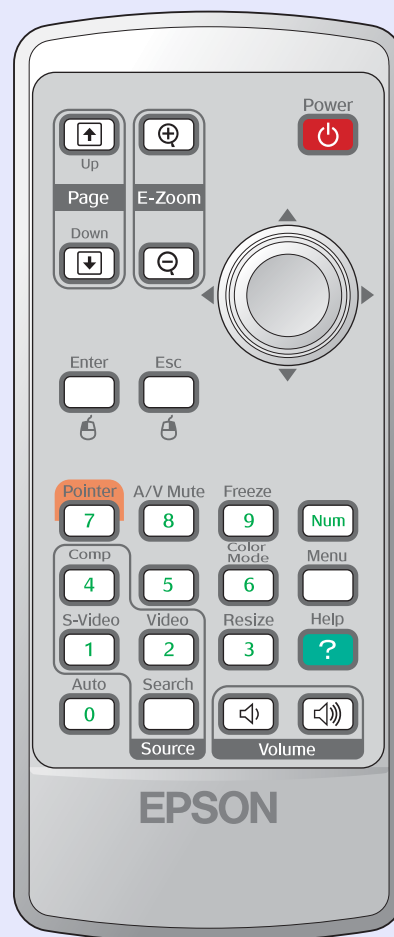 Power
Up
Page E-Zoom
Down
Enter Esc
Pointer A/V Mute Freeze
7 8 9 Num
Comp Color Mode Menu
4 5 6
S-Video Video Resize Help
1 2 3 ?
Auto Search
0
Source Volume
EPSON